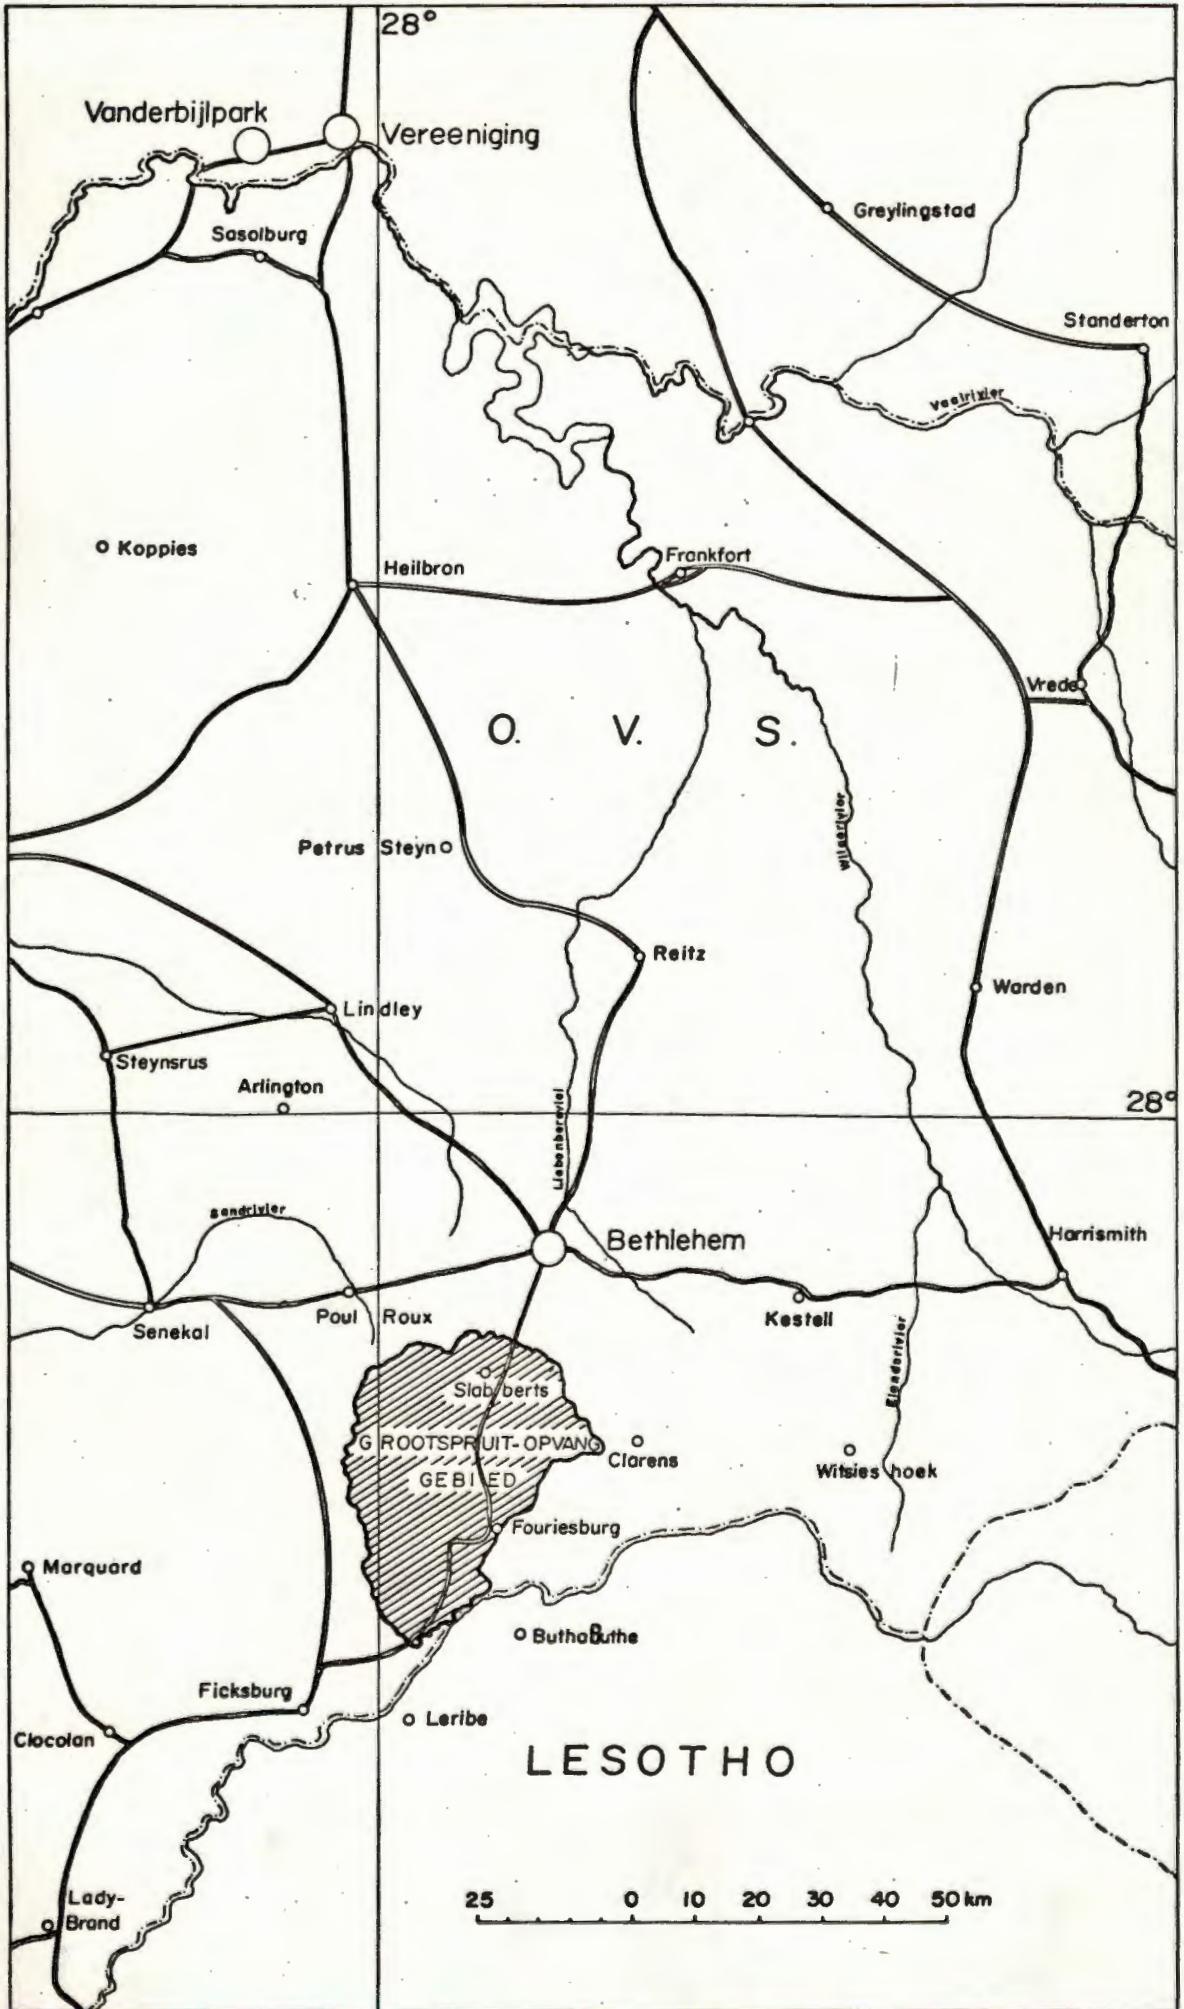 28°
Vanderbijlpark
Vereeniging
Greylingstad
Sasolburg
Standerton
Vaalrivier
Koppies
Frankfort
Heilbron
Vrede
O. V. S.
Wilgerivier
Petrus Steyn
Reitz
Warden
Lindley
Steynsrus
Arlington
28°
Liebenbergvlei
Sandrivier
Harrismith
Bethlehem
Paul Roux
Kestell
Senekal
Elandsrivier
Slabberts
GROOTSPRUIT-OPVANG
GEBIED
Clarens
Witsieshoek
Fouriesburg
Marquard
ButhaButhe
Ficksburg
Leribe
Clocolan
LESOTHO
25 0 10 20 30 40 50 km
Lady-
Brand